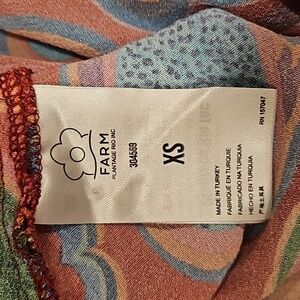 FARM
PLANTAGE RIO INC
304569
XS
MADE IN TURKEY
FABRIQUÉ EN TURQUIE
FABRICADO NA TURQUIA
HECHO EN TURQUIA
RN 157047